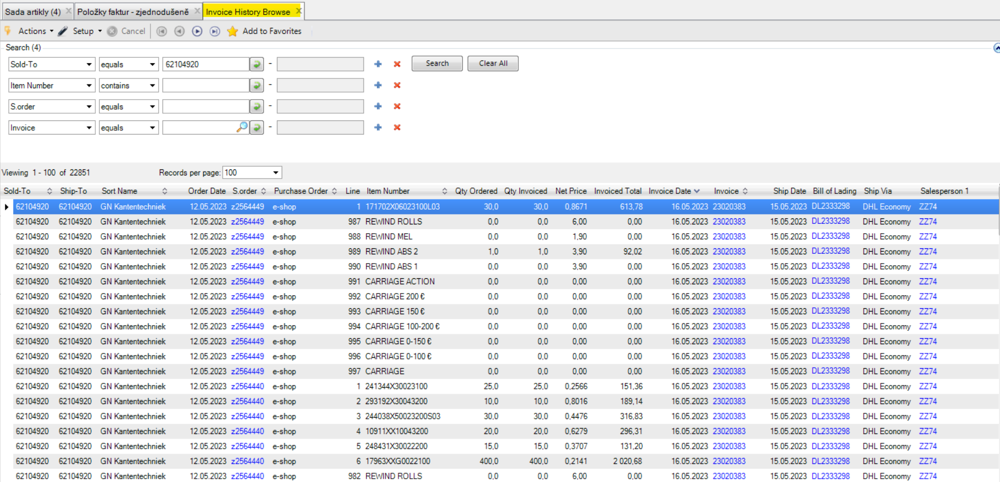 Sada artikly (4) Položky faktur - zjednodušeně Invoice History Browse
Actions Setup Cancel Add to Favorites
Search (4)
Sold-To equals 62104920 - Search Clear All
Item Number contains -
S.order equals -
Invoice equals -
Viewing 1 - 100 of 22851 Records per page: 100
Sold-To Ship-To Sort Name Order Date S.order Purchase Order Line Item Number Qty Ordered Qty Invoiced Net Price Invoiced Total Invoice Date Invoice Ship Date Bill of Lading Ship Via Salesperson 1
62104920 62104920 GN Kantentechniek 12.05.2023 z2564449 e-shop 1 171702X06023100L03 30,0 30,0 0,8671 613,78 16.05.2023 23020383 15.05.2023 DL2333298 DHL Economy ZZ74
62104920 62104920 GN Kantentechniek 12.05.2023 z2564449 e-shop 987 REWIND ROLLS 0,0 0,0 6,00 0,00 16.05.2023 23020383 15.05.2023 DL2333298 DHL Economy ZZ74
62104920 62104920 GN Kantentechniek 12.05.2023 z2564449 e-shop 988 REWIND MEL 0,0 0,0 1,90 0,00 16.05.2023 23020383 15.05.2023 DL2333298 DHL Economy ZZ74
62104920 62104920 GN Kantentechniek 12.05.2023 z2564449 e-shop 989 REWIND ABS 2 1,0 1,0 3,90 92,02 16.05.2023 23020383 15.05.2023 DL2333298 DHL Economy ZZ74
62104920 62104920 GN Kantentechniek 12.05.2023 z2564449 e-shop 990 REWIND ABS 1 0,0 0,0 3,90 0,00 16.05.2023 23020383 15.05.2023 DL2333298 DHL Economy ZZ74
62104920 62104920 GN Kantentechniek 12.05.2023 z2564449 e-shop 991 CARRIAGE ACTION 0,0 0,0 0,00 0,00 16.05.2023 23020383 15.05.2023 DL2333298 DHL Economy ZZ74
62104920 62104920 GN Kantentechniek 12.05.2023 z2564449 e-shop 992 CARRIAGE 200 € 0,0 0,0 0,00 0,00 16.05.2023 23020383 15.05.2023 DL2333298 DHL Economy ZZ74
62104920 62104920 GN Kantentechniek 12.05.2023 z2564449 e-shop 993 CARRIAGE 150 € 0,0 0,0 0,00 0,00 16.05.2023 23020383 15.05.2023 DL2333298 DHL Economy ZZ74
62104920 62104920 GN Kantentechniek 12.05.2023 z2564449 e-shop 994 CARRIAGE 100-200 € 0,0 0,0 0,00 0,00 16.05.2023 23020383 15.05.2023 DL2333298 DHL Economy ZZ74
62104920 62104920 GN Kantentechniek 12.05.2023 z2564449 e-shop 995 CARRIAGE 0-150 € 0,0 0,0 0,00 0,00 16.05.2023 23020383 15.05.2023 DL2333298 DHL Economy ZZ74
62104920 62104920 GN Kantentechniek 12.05.2023 z2564449 e-shop 996 CARRIAGE 0-100 € 0,0 0,0 0,00 0,00 16.05.2023 23020383 15.05.2023 DL2333298 DHL Economy ZZ74
62104920 62104920 GN Kantentechniek 12.05.2023 z2564449 e-shop 997 CARRIAGE 0,0 0,0 0,00 0,00 16.05.2023 23020383 15.05.2023 DL2333298 DHL Economy ZZ74
62104920 62104920 GN Kantentechniek 12.05.2023 z2564440 e-shop 1 241344X30023100 25,0 25,0 0,2566 151,36 16.05.2023 23020383 15.05.2023 DL2333298 DHL Economy ZZ74
62104920 62104920 GN Kantentechniek 12.05.2023 z2564440 e-shop 2 293192X30043200 10,0 10,0 0,8016 189,14 16.05.2023 23020383 15.05.2023 DL2333298 DHL Economy ZZ74
62104920 62104920 GN Kantentechniek 12.05.2023 z2564440 e-shop 3 244038X50023200S03 30,0 30,0 0,4476 316,83 16.05.2023 23020383 15.05.2023 DL2333298 DHL Economy ZZ74
62104920 62104920 GN Kantentechniek 12.05.2023 z2564440 e-shop 4 10911XX10043200 20,0 20,0 0,6279 296,31 16.05.2023 23020383 15.05.2023 DL2333298 DHL Economy ZZ74
62104920 62104920 GN Kantentechniek 12.05.2023 z2564440 e-shop 5 248431X30022200 15,0 15,0 0,3707 131,20 16.05.2023 23020383 15.05.2023 DL2333298 DHL Economy ZZ74
62104920 62104920 GN Kantentechniek 12.05.2023 z2564440 e-shop 6 17963XXG0022100 400,0 400,0 0,2141 2 020,68 16.05.2023 23020383 15.05.2023 DL2333298 DHL Economy ZZ74
62104920 62104920 GN Kantentechniek 12.05.2023 z2564440 e-shop 982 REWIND ROLLS 0,0 0,0 6,00 0,00 16.05.2023 23020383 15.05.2023 DL2333298 DHL Economy ZZ74